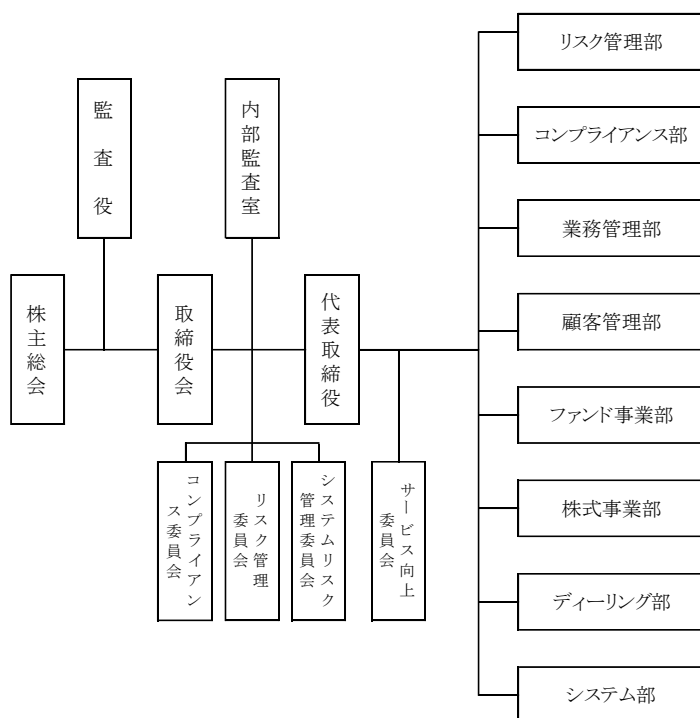 監査役
内部監査室
株主総会
取締役会
代表取締役
コンプライアン
ス委員会
リスク管理
委員会
システムリスク
管理委員会
サービス向上
委員会
リスク管理部
コンプライアンス部
業務管理部
顧客管理部
ファンド事業部
株式事業部
ディーリング部
システム部